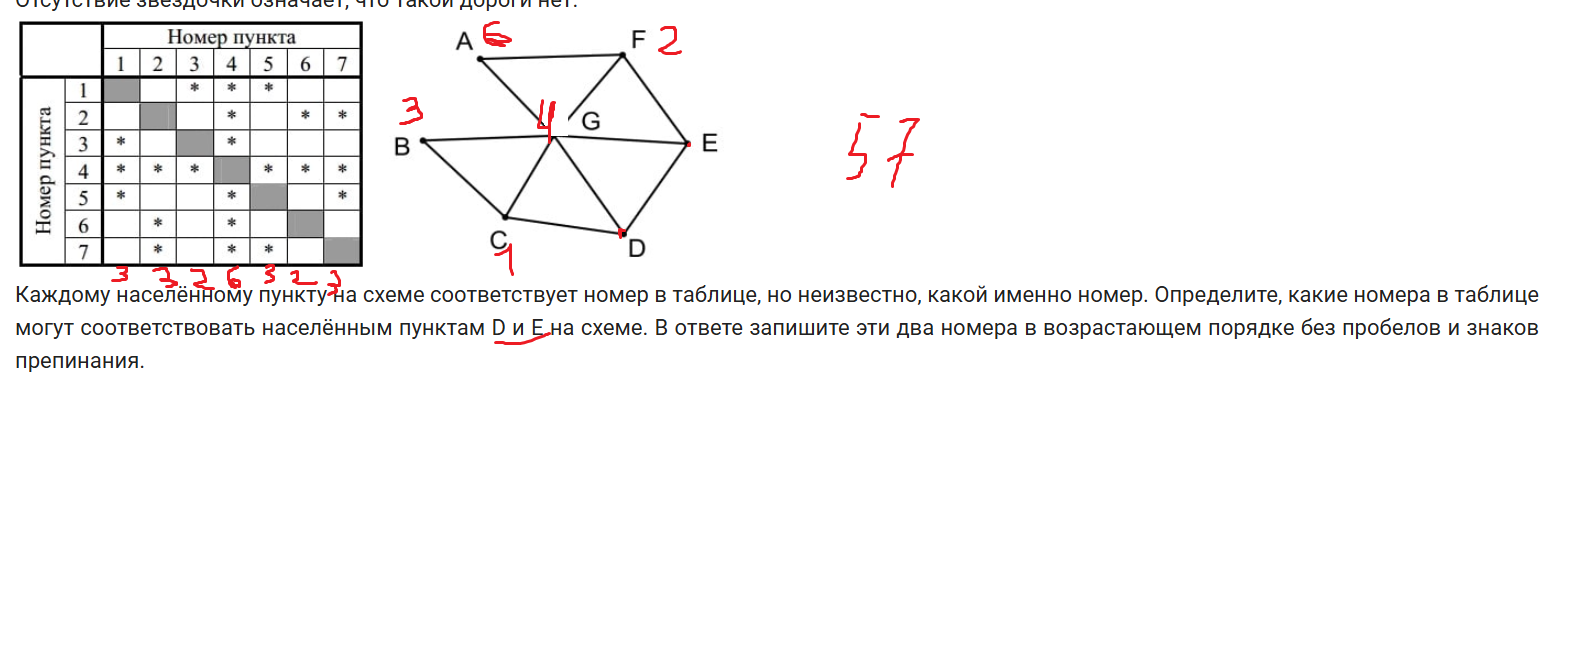 Отсутствие звёздочки означает, что такой дороги нет.
Номер пункта
1 2 3 4 5 6 7
Номер пункта
1 * * *
2 * * *
3 * *
4 * * * * * *
5 * * *
6 * *
7 * * *
3 3 2 6 3 2 3
A 6
F 2
3
B
4
G
E
C
1
D
57
Каждому населённому пункту на схеме соответствует номер в таблице, но неизвестно, какой именно номер. Определите, какие номера в таблице
могут соответствовать населённым пунктам D и E на схеме. В ответе запишите эти два номера в возрастающем порядке без пробелов и знаков
препинания.